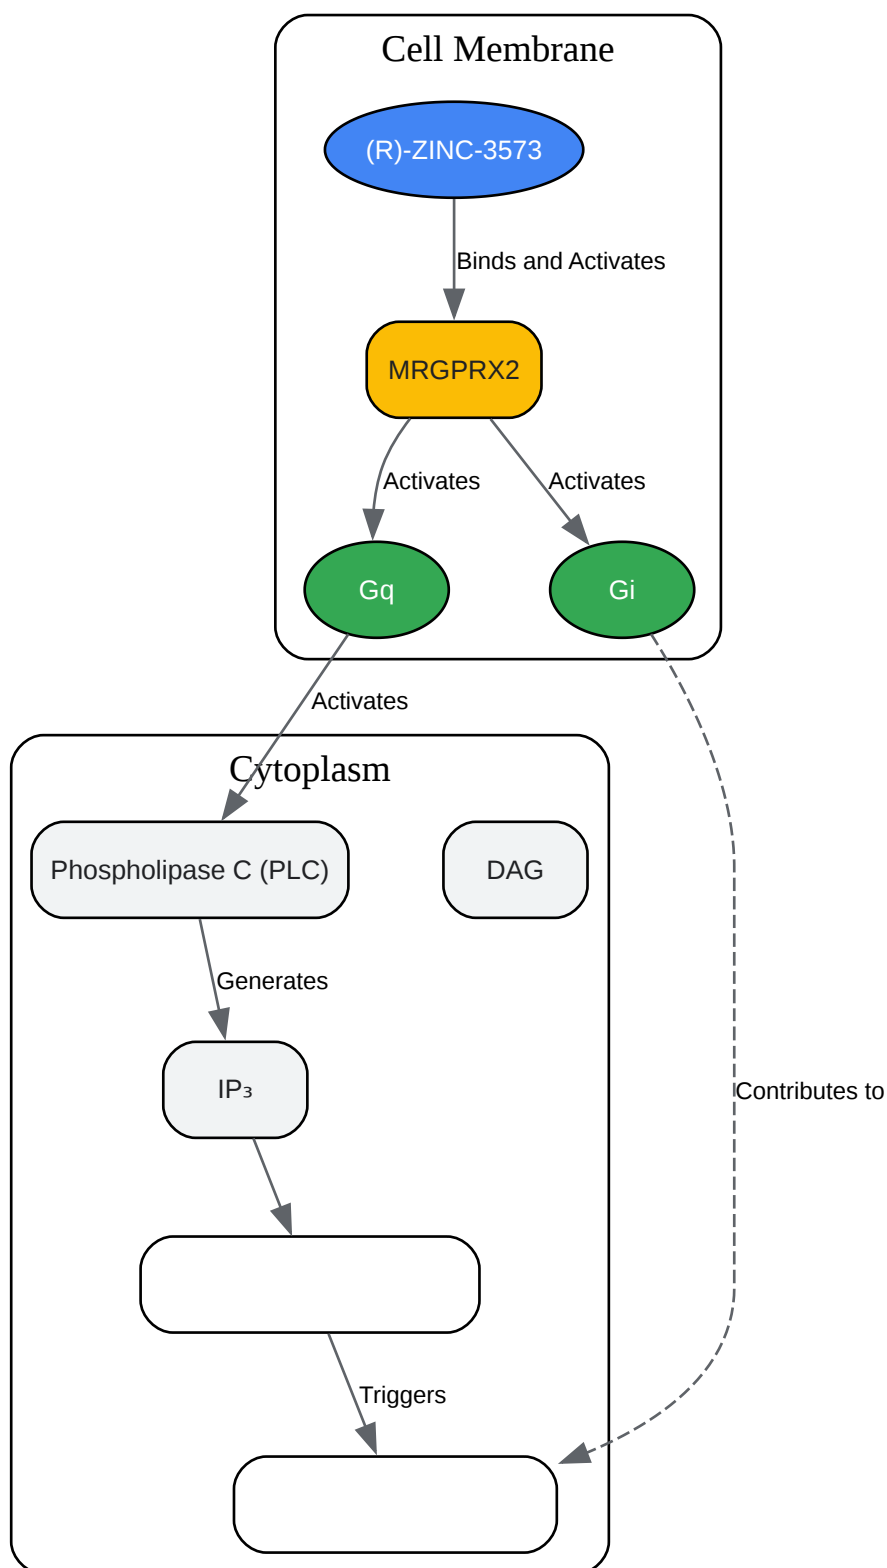 Cell Membrane
(R)-ZINC-3573
Binds and Activates
MRGPRX2
Activates
Activates
Gq
Gi
Activates
Cytoplasm
Phospholipase C (PLC)
DAG
Generates
IP₃
Contributes to
Triggers